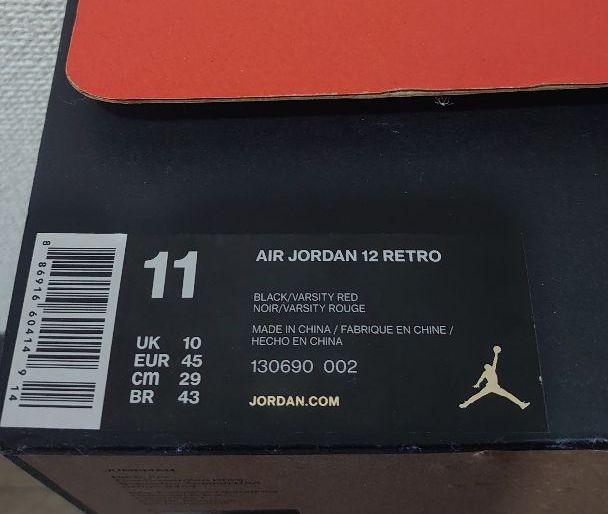 8 86916 60414 9 14
11
AIR JORDAN 12 RETRO
BLACK/VARSITY RED
NOIR/VARSITY ROUGE
MADE IN CHINA / FABRIQUE EN CHINE /
HECHO EN CHINA
UK 10
EUR 45
cm 29
BR 43
130690 002
JORDAN.COM
JUMPMAN